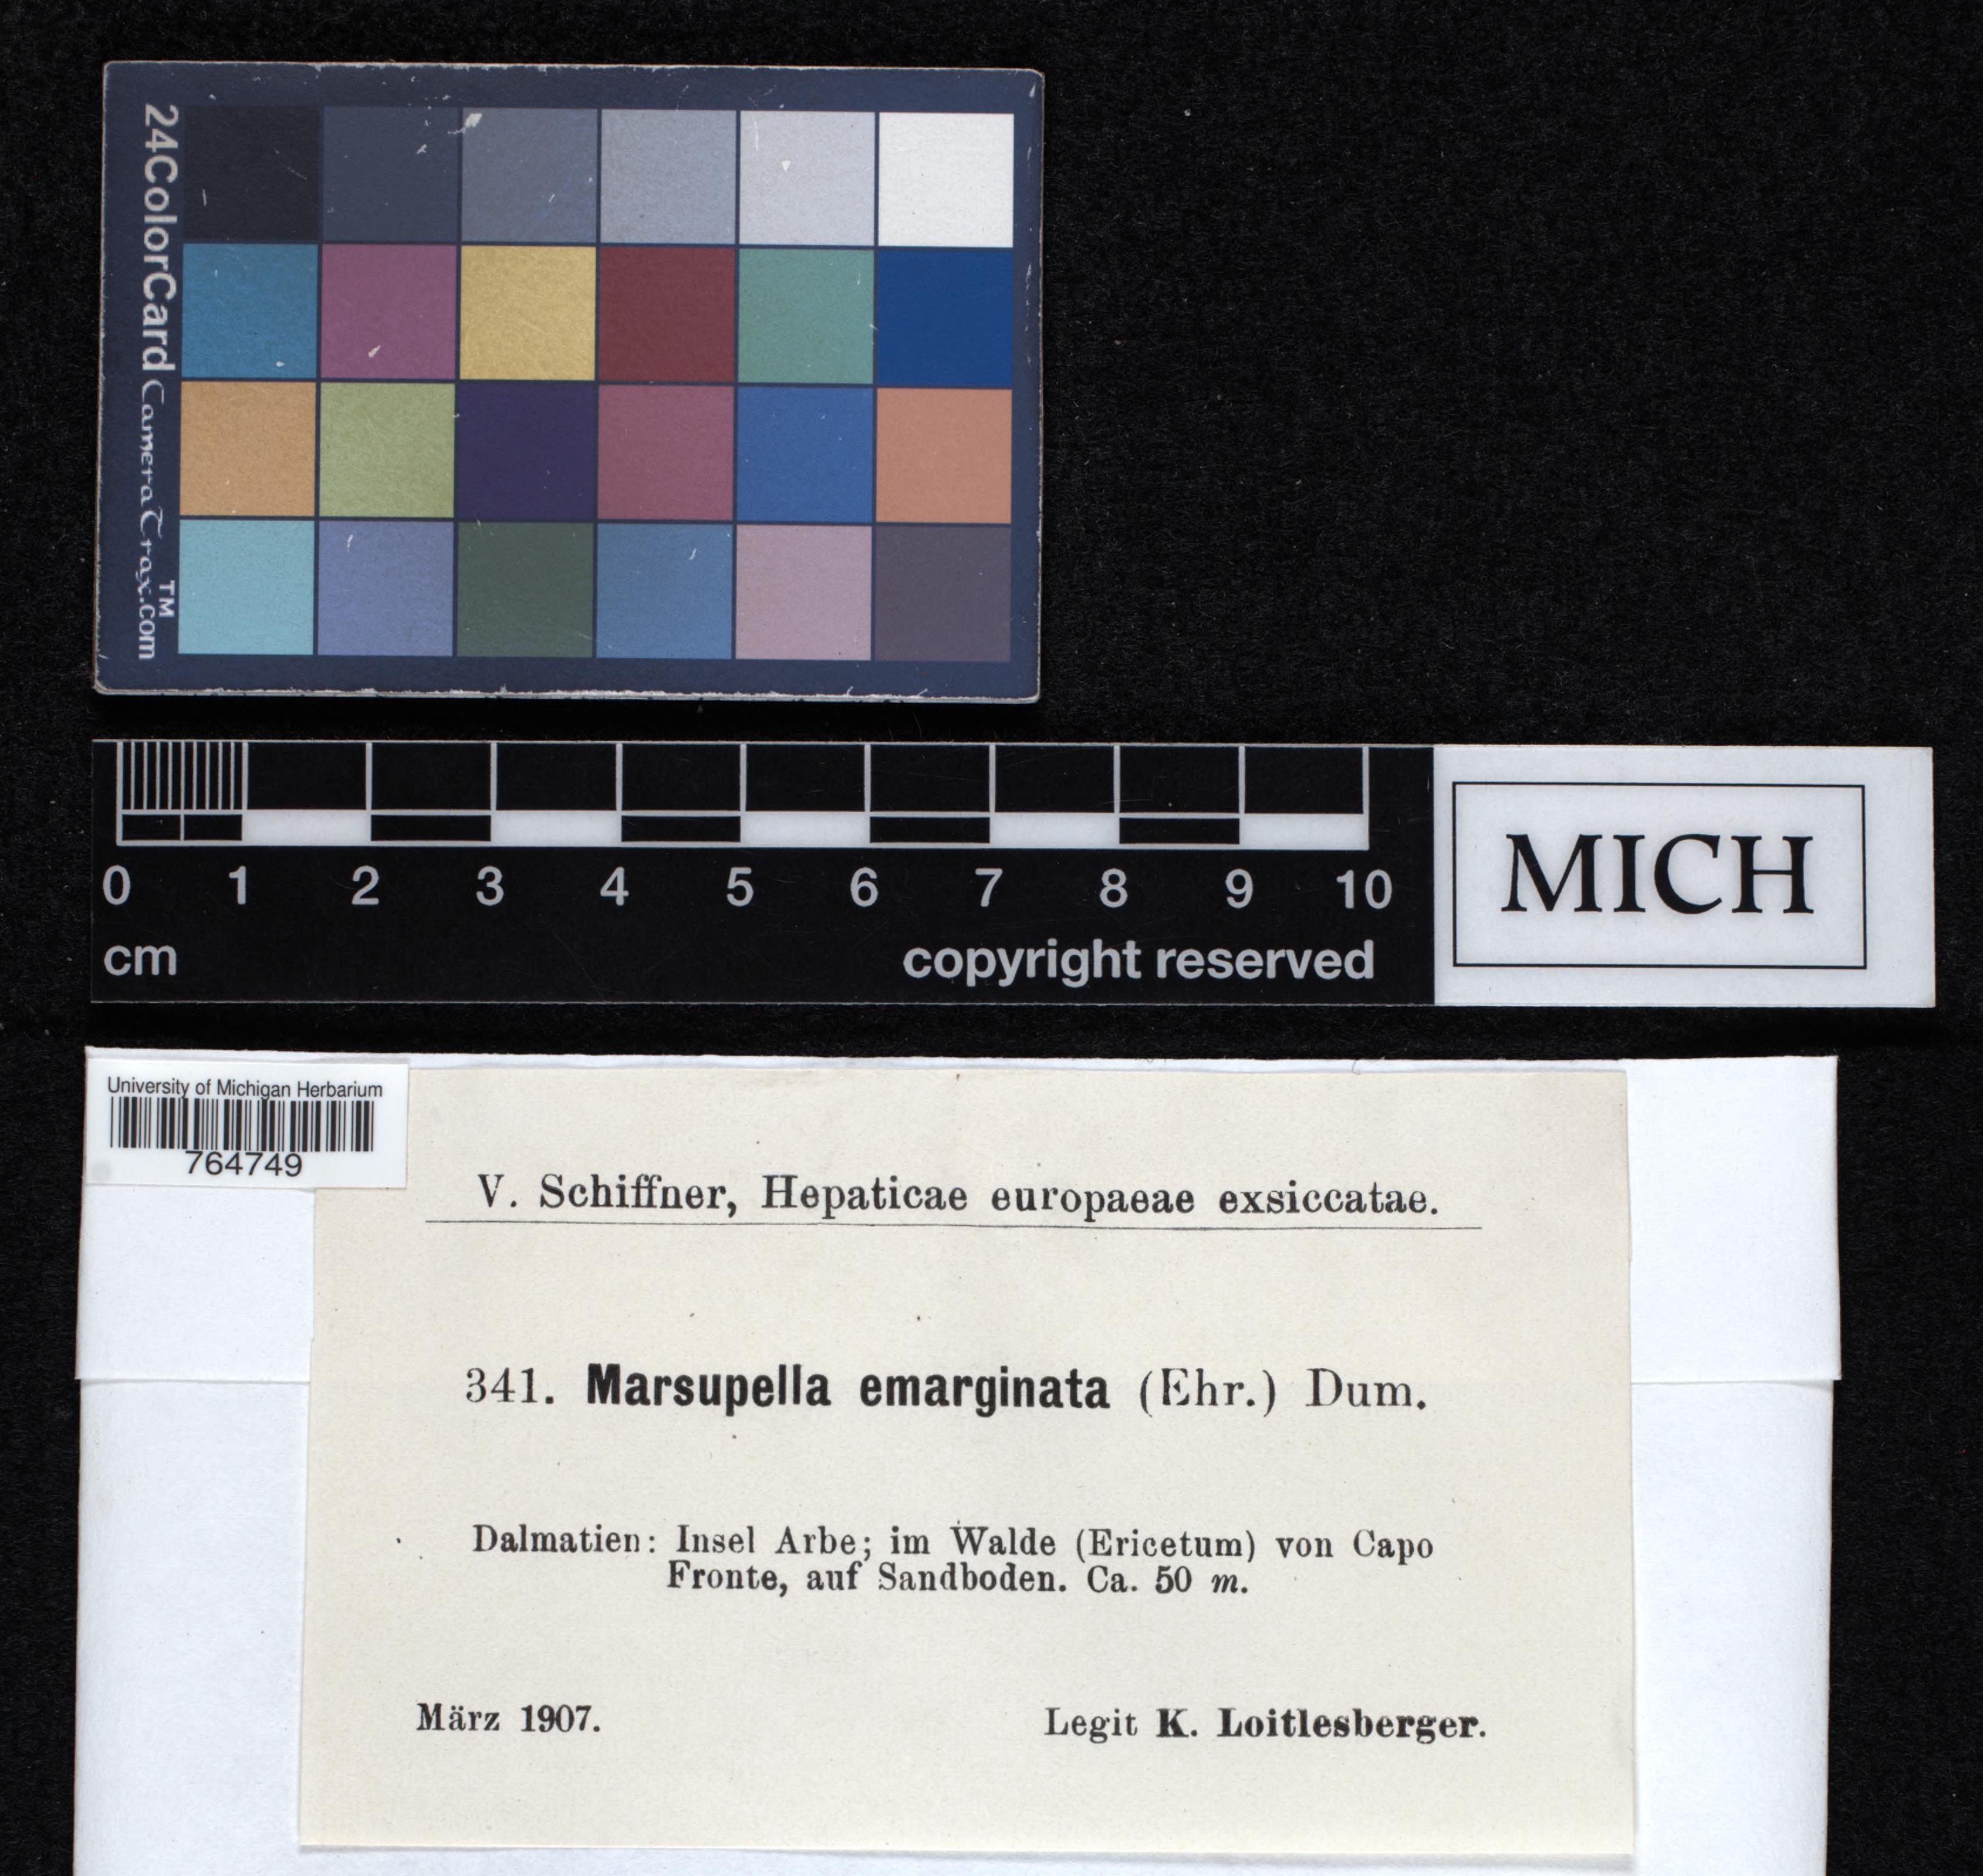 24ColorCard CameraTrax.com™
0 1 2 3 4 5 6 7 8 9 10
cm copyright reserved
MICH
University of Michigan Herbarium
764749
V. Schiffner, Hepaticae europaeae exsiccatae.
341. Marsupella emarginata (Ehr.) Dum.
Dalmatien: Insel Arbe; im Walde (Ericetum) von Capo
Fronte, auf Sandboden. Ca. 50 m.
März 1907. Legit K. Loitlesberger.